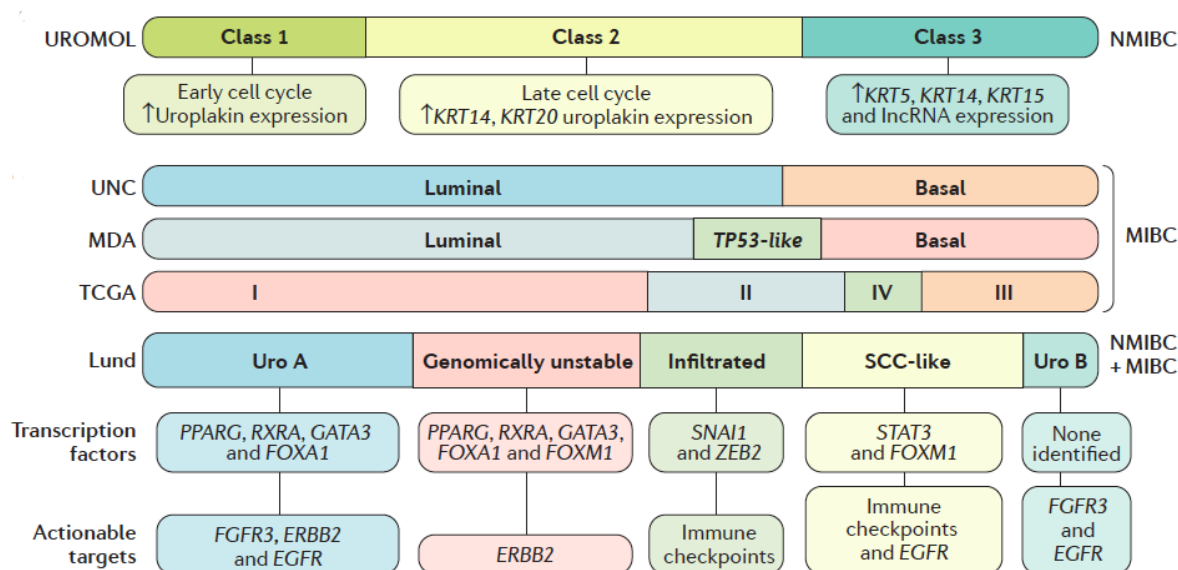 UROMOL Class 1 Class 2 Class 3 NMIBC
Early cell cycle
↑Uroplakin expression
Late cell cycle
↑KRT14, KRT20 uroplakin expression
↑KRT5, KRT14, KRT15
and lncRNA expression
UNC Luminal Basal
MDA Luminal TP53-like Basal
MIBC
TCGA I II IV III
Lund Uro A Genomically unstable Infiltrated SCC-like Uro B
NMIBC
+ MIBC
Transcription
factors
PPARG, RXRA, GATA3
and FOXA1
PPARG, RXRA, GATA3,
FOXA1 and FOXM1
SNAI1
and ZEB2
STAT3
and FOXM1
None
identified
Actionable
targets
FGFR3, ERBB2
and EGFR
ERBB2
Immune
checkpoints
Immune
checkpoints
and EGFR
FGFR3
and
EGFR